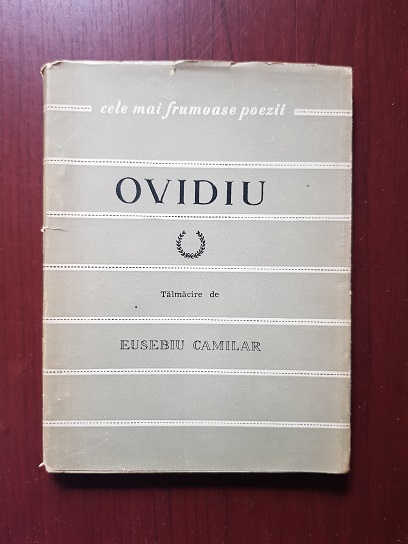 cele mai frumoase poezii
OVIDIU
Tălmăcire de
EUSEBIU CAMILAR